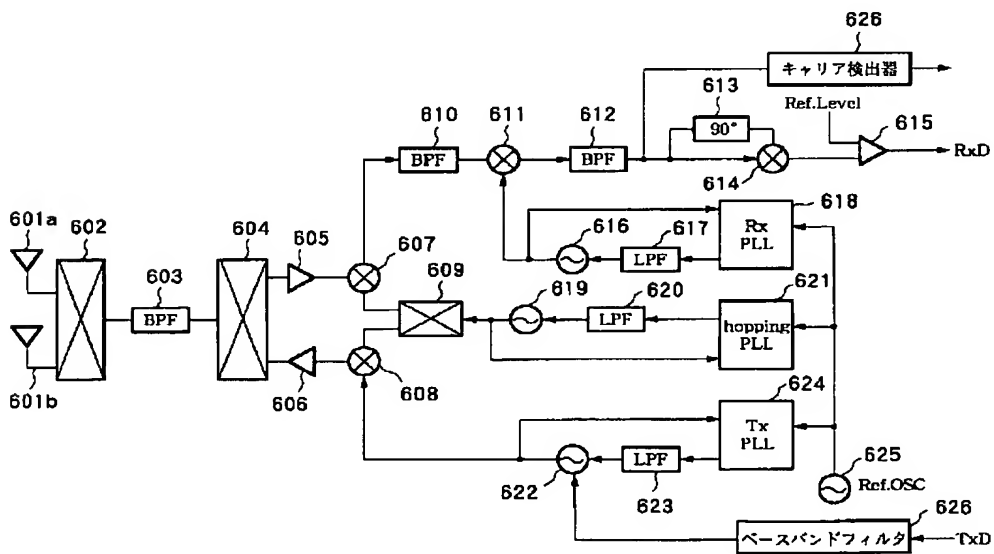 626
キャリア検出器
613
Ref.Level
90°
615
RxD
610
611
612
BPF
BPF
614
618
601a
602
604
605
607
616
617
Rx
PLL
LPF
603
609
619
620
621
BPF
LPF
hopping
PLL
601b
606
608
624
Tx
PLL
622
LPF
623
625
Ref.OSC
626
ベースバンドフィルタ
TxD